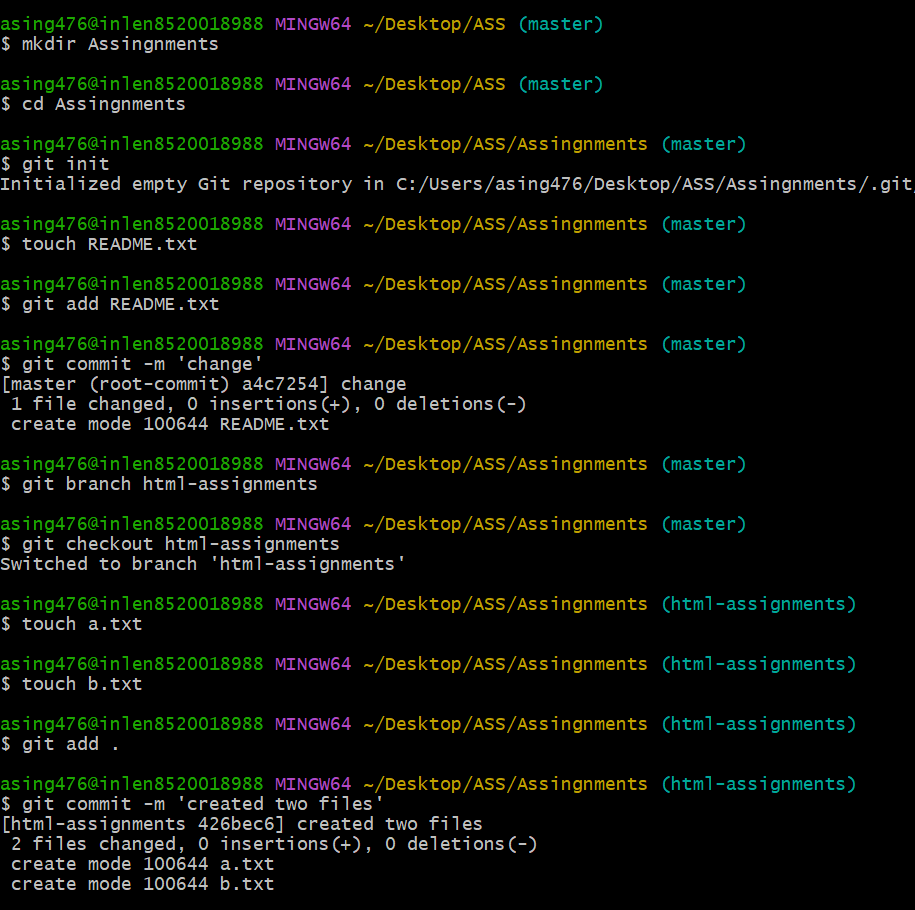 asing476@inlen8520018988 MINGW64 ~/Desktop/ASS (master)
$ mkdir Assingnments
asing476@inlen8520018988 MINGW64 ~/Desktop/ASS (master)
$ cd Assingnments
asing476@inlen8520018988 MINGW64 ~/Desktop/ASS/Assingnments (master)
$ git init
Initialized empty Git repository in C:/Users/asing476/Desktop/ASS/Assingnments/.git/
asing476@inlen8520018988 MINGW64 ~/Desktop/ASS/Assingnments (master)
$ touch README.txt
asing476@inlen8520018988 MINGW64 ~/Desktop/ASS/Assingnments (master)
$ git add README.txt
asing476@inlen8520018988 MINGW64 ~/Desktop/ASS/Assingnments (master)
$ git commit -m 'change'
[master (root-commit) a4c7254] change
 1 file changed, 0 insertions(+), 0 deletions(-)
 create mode 100644 README.txt
asing476@inlen8520018988 MINGW64 ~/Desktop/ASS/Assingnments (master)
$ git branch html-assignments
asing476@inlen8520018988 MINGW64 ~/Desktop/ASS/Assingnments (master)
$ git checkout html-assignments
Switched to branch 'html-assignments'
asing476@inlen8520018988 MINGW64 ~/Desktop/ASS/Assingnments (html-assignments)
$ touch a.txt
asing476@inlen8520018988 MINGW64 ~/Desktop/ASS/Assingnments (html-assignments)
$ touch b.txt
asing476@inlen8520018988 MINGW64 ~/Desktop/ASS/Assingnments (html-assignments)
$ git add .
asing476@inlen8520018988 MINGW64 ~/Desktop/ASS/Assingnments (html-assignments)
$ git commit -m 'created two files'
[html-assignments 426bec6] created two files
 2 files changed, 0 insertions(+), 0 deletions(-)
 create mode 100644 a.txt
 create mode 100644 b.txt